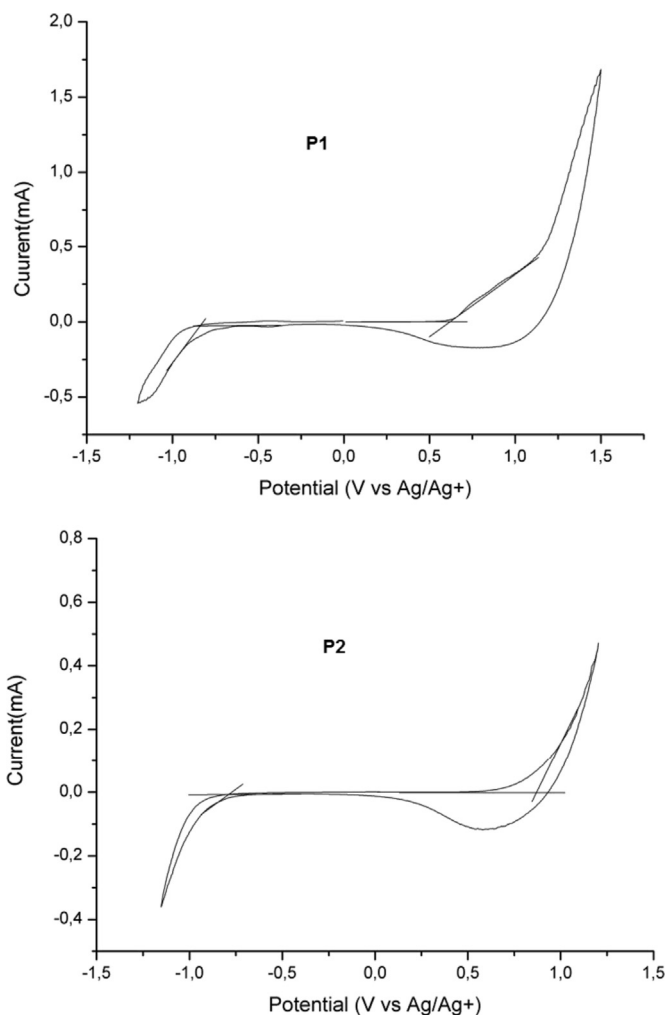 2,0
1,5
P1
1,0
Cuurent(mA)
0,5
0,0
-0,5
-1,5 -1,0 -0,5 0,0 0,5 1,0 1,5
Potential (V vs Ag/Ag+)
0,8
0,6
P2
0,4
Current(mA)
0,2
0,0
-0,2
-0,4
-1,5 -1,0 -0,5 0,0 0,5 1,0 1,5
Potential (V vs Ag/Ag+)